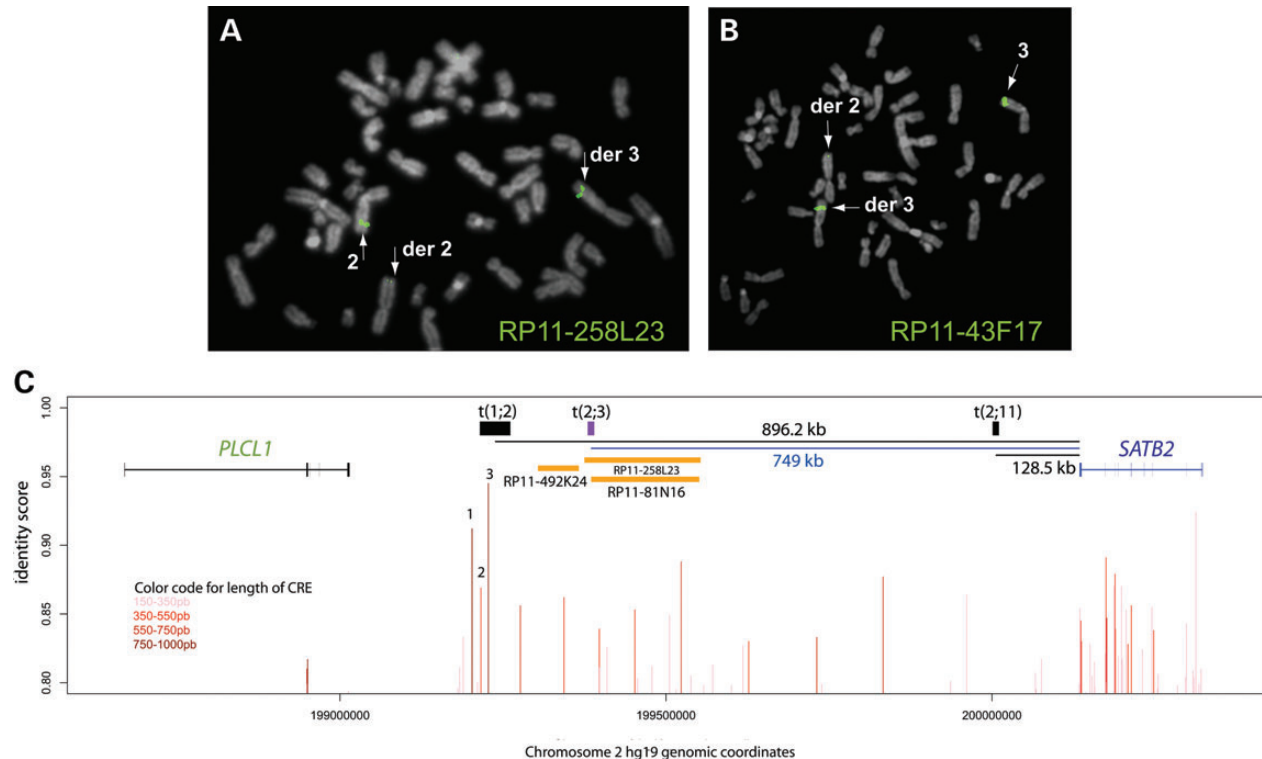 A
der 3
2
der 2
RP11-258L23
B
3
der 2
der 3
RP11-43F17
C
1.00
0.95
0.90
0.85
0.80
identity score
PLCL1
t(1;2)
t(2;3)
t(2;11)
896.2 kb
749 kb
128.5 kb
SATB2
RP11-258L23
RP11-492K24
RP11-81N16
3
1
2
Color code for length of CRE
150-350pb
350-550pb
550-750pb
750-1000pb
199000000
199500000
200000000
Chromosome 2 hg19 genomic coordinates